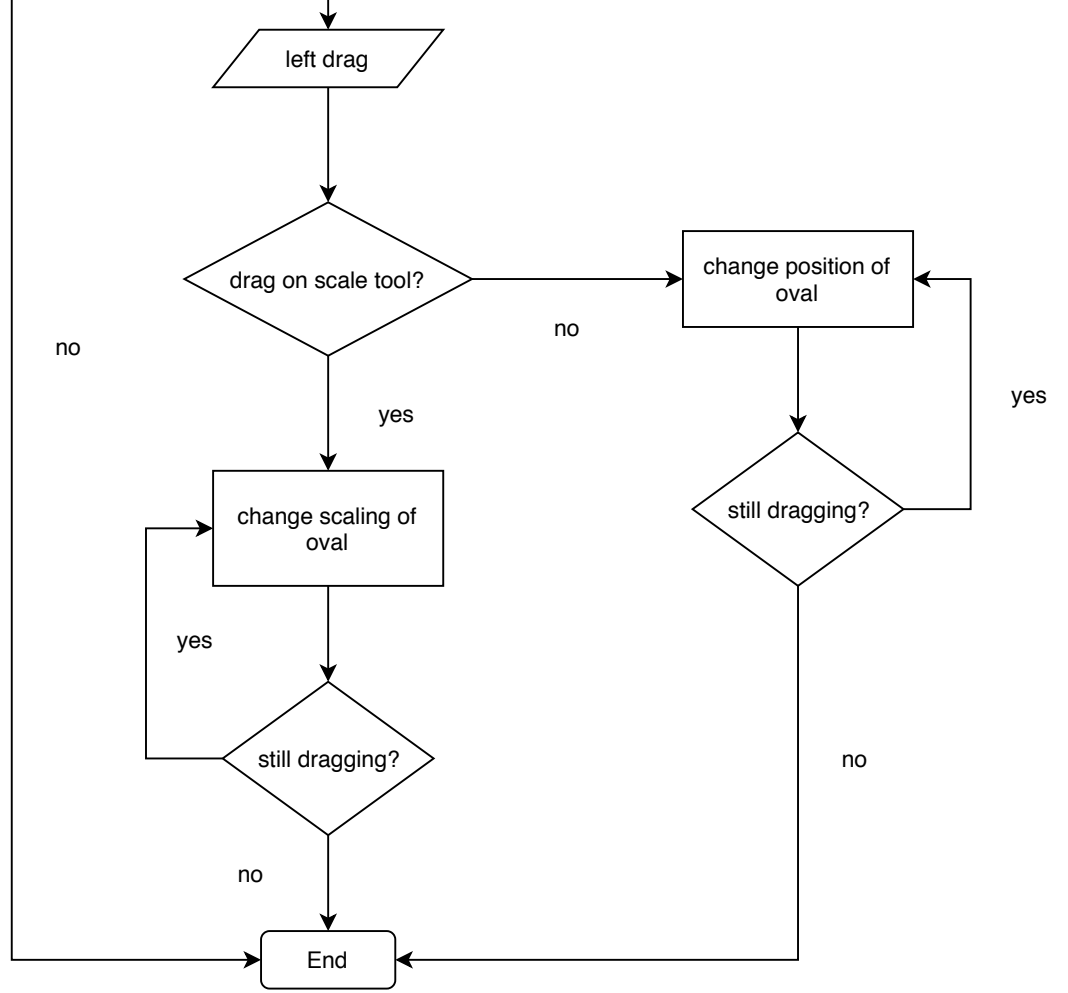 left drag
drag on scale tool?
change position of
oval
no
no
yes
yes
change scaling of
oval
still dragging?
yes
still dragging?
no
no
End